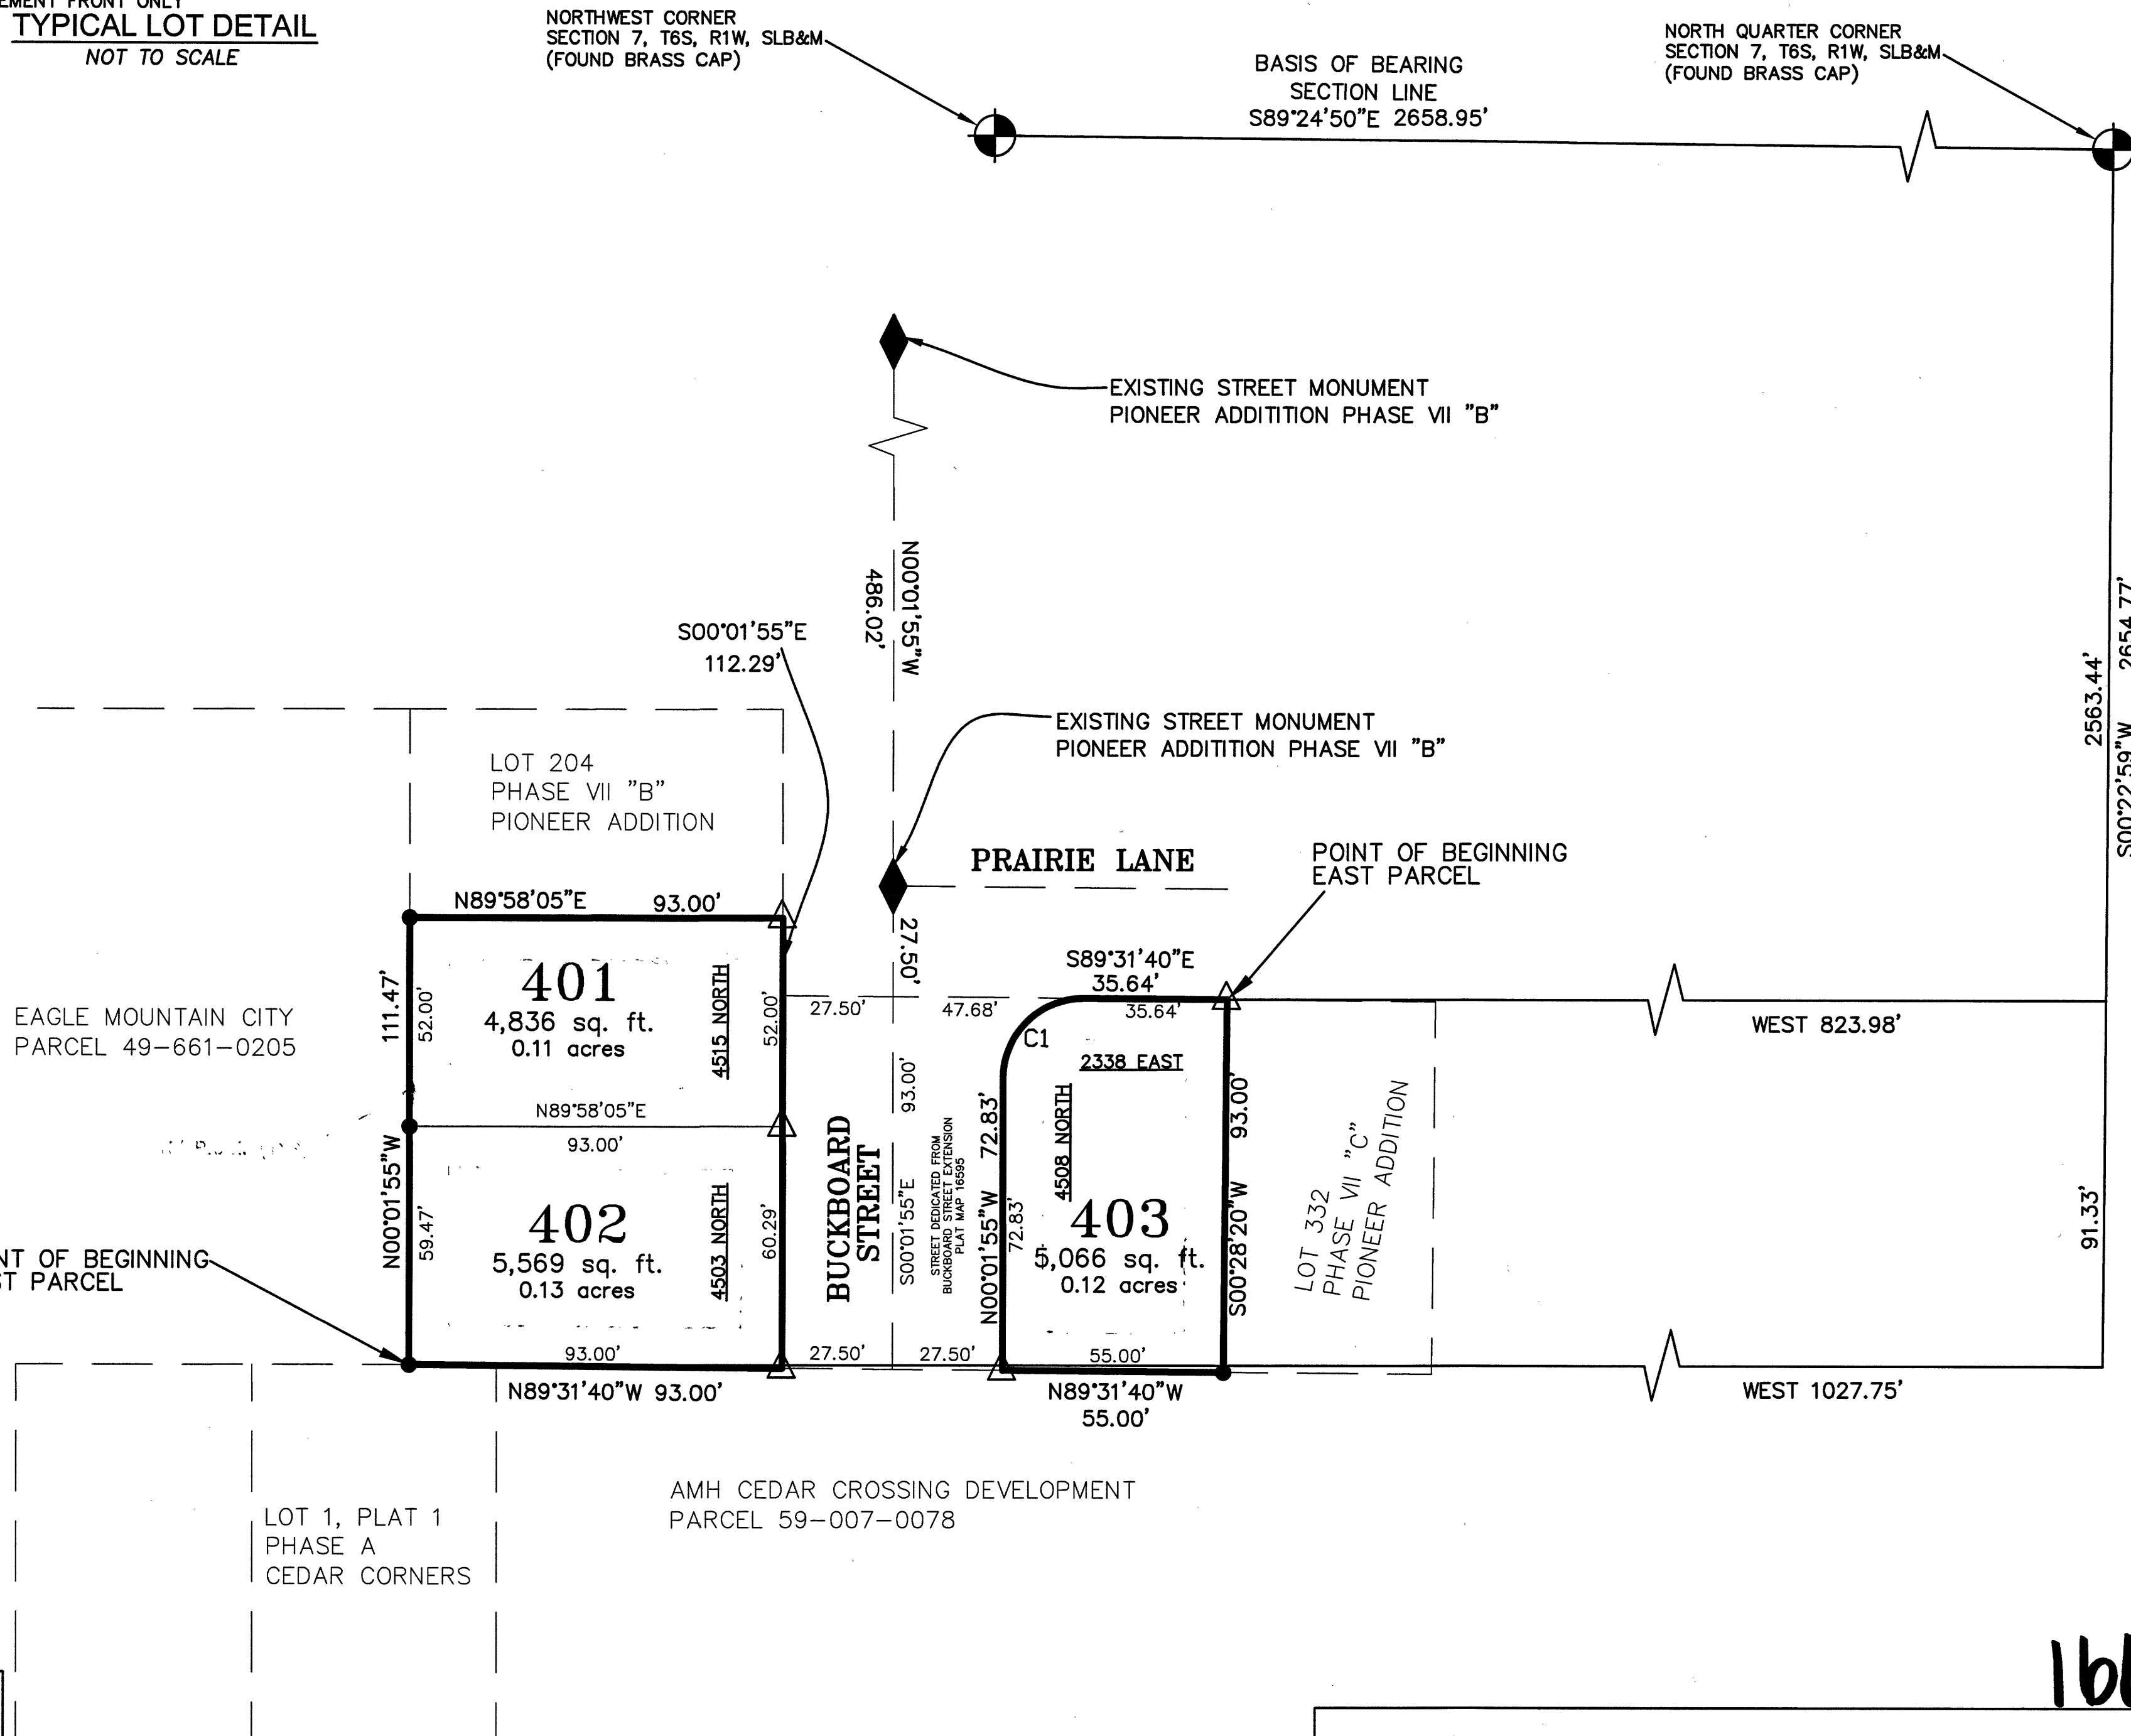 TYPICAL LOT DETAIL
NOT TO SCALE
NORTHWEST CORNER
SECTION 7, T6S, R1W, SLB&M
(FOUND BRASS CAP)
BASIS OF BEARING
SECTION LINE
S89°24'50"E 2658.95'
NORTH QUARTER CORNER
SECTION 7, T6S, R1W, SLB&M
(FOUND BRASS CAP)
EXISTING STREET MONUMENT
PIONEER ADDITITION PHASE VII "B"
N00°01'55"W
486.02'
S00°01'55"E
112.29'
EXISTING STREET MONUMENT
PIONEER ADDITITION PHASE VII "B"
2563.44'
S00°22'59"W 2654.77'
LOT 204
PHASE VII "B"
PIONEER ADDITION
PRAIRIE LANE
POINT OF BEGINNING
EAST PARCEL
N89°58'05"E 93.00'
27.50'
S89°31'40"E
35.64'
401
4,836 sq. ft.
0.11 acres
4515 NORTH
52.00'
52.00'
111.47'
N00°01'55"W
EAGLE MOUNTAIN CITY
PARCEL 49-661-0205
27.50'
47.68'
35.64'
C1
2338 EAST
WEST 823.98'
N89°58'05"E
93.00'
402
5,569 sq. ft.
0.13 acres
4503 NORTH
59.47'
60.29'
BUCKBOARD
STREET
93.00'
S00°01'55"E
STREET DEDICATED FROM
BUCKBOARD STREET EXTENSION
PLAT MAP 16595
N00°01'55"W 72.83'
72.83'
4508 NORTH
403
5,066 sq. ft.
0.12 acres
S00°28'20"W 93.00'
LOT 332
PHASE VII "C"
PIONEER ADDITION
91.33'
OF BEGINNING
PARCEL
93.00'
N89°31'40"W 93.00'
27.50'
27.50'
55.00'
N89°31'40"W
55.00'
WEST 1027.75'
AMH CEDAR CROSSING DEVELOPMENT
PARCEL 59-007-0078
LOT 1, PLAT 1
PHASE A
CEDAR CORNERS